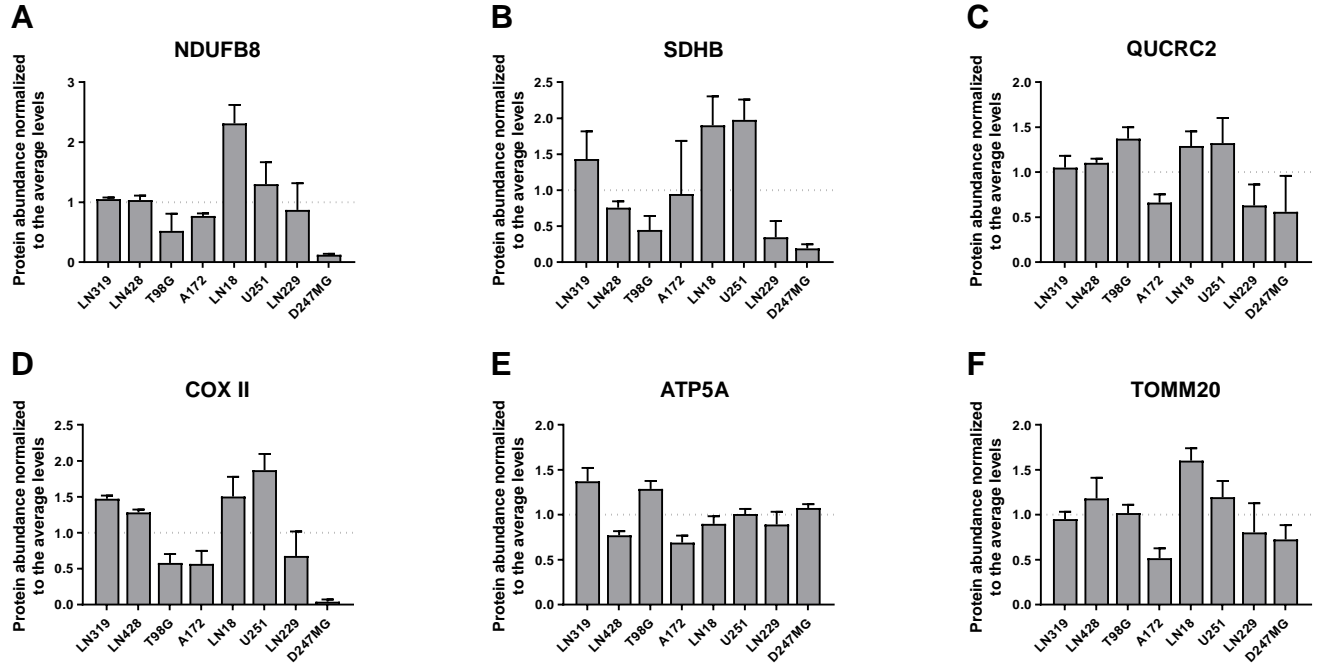 A
NDUFB8
Protein abundance normalized
to the average levels
3
2
1
0
LN319
LN428
T98G
A172
LN18
U251
LN229
D247MG
B
SDHB
Protein abundance normalized
to the average levels
2.5
2.0
1.5
1.0
0.5
0.0
LN319
LN428
T98G
A172
LN18
U251
LN229
D247MG
C
QUCRC2
Protein abundance normalized
to the average levels
2.0
1.5
1.0
0.5
0.0
LN319
LN428
T98G
A172
LN18
U251
LN229
D247MG
D
COX II
Protein abundance normalized
to the average levels
2.5
2.0
1.5
1.0
0.5
0.0
LN319
LN428
T98G
A172
LN18
U251
LN229
D247MG
E
ATP5A
Protein abundance normalized
to the average levels
2.0
1.5
1.0
0.5
0.0
LN319
LN428
T98G
A172
LN18
U251
LN229
D247MG
F
TOMM20
Protein abundance normalized
to the average levels
2.0
1.5
1.0
0.5
0.0
LN319
LN428
T98G
A172
LN18
U251
LN229
D247MG